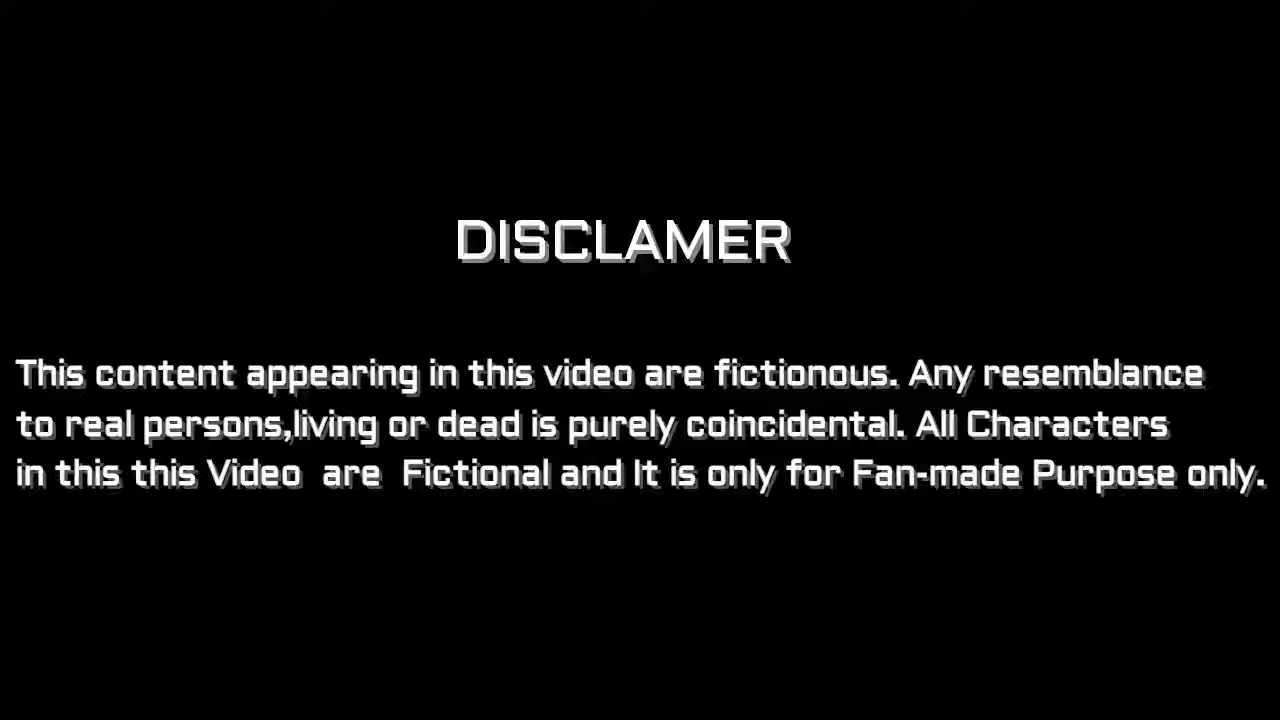 DISCLAMER
This content appearing in this video are fictionous. Any resemblance
to real persons,living or dead is purely coincidental. All Characters
in this this Video  are  Fictional and It is only for Fan-made Purpose only.